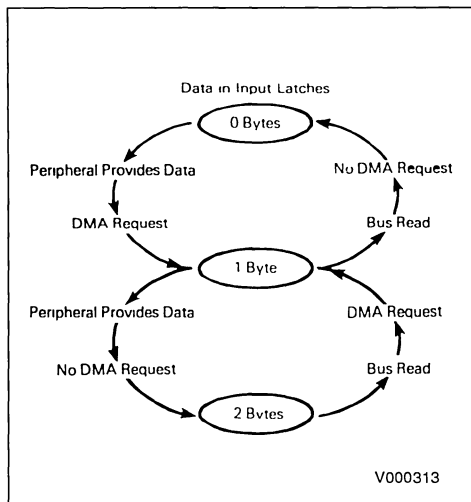 Data in Input Latches
0 Bytes
Peripheral Provides Data
No DMA Request
DMA Request
Bus Read
1 Byte
Peripheral Provides Data
DMA Request
No DMA Request
Bus Read
2 Bytes
V000313